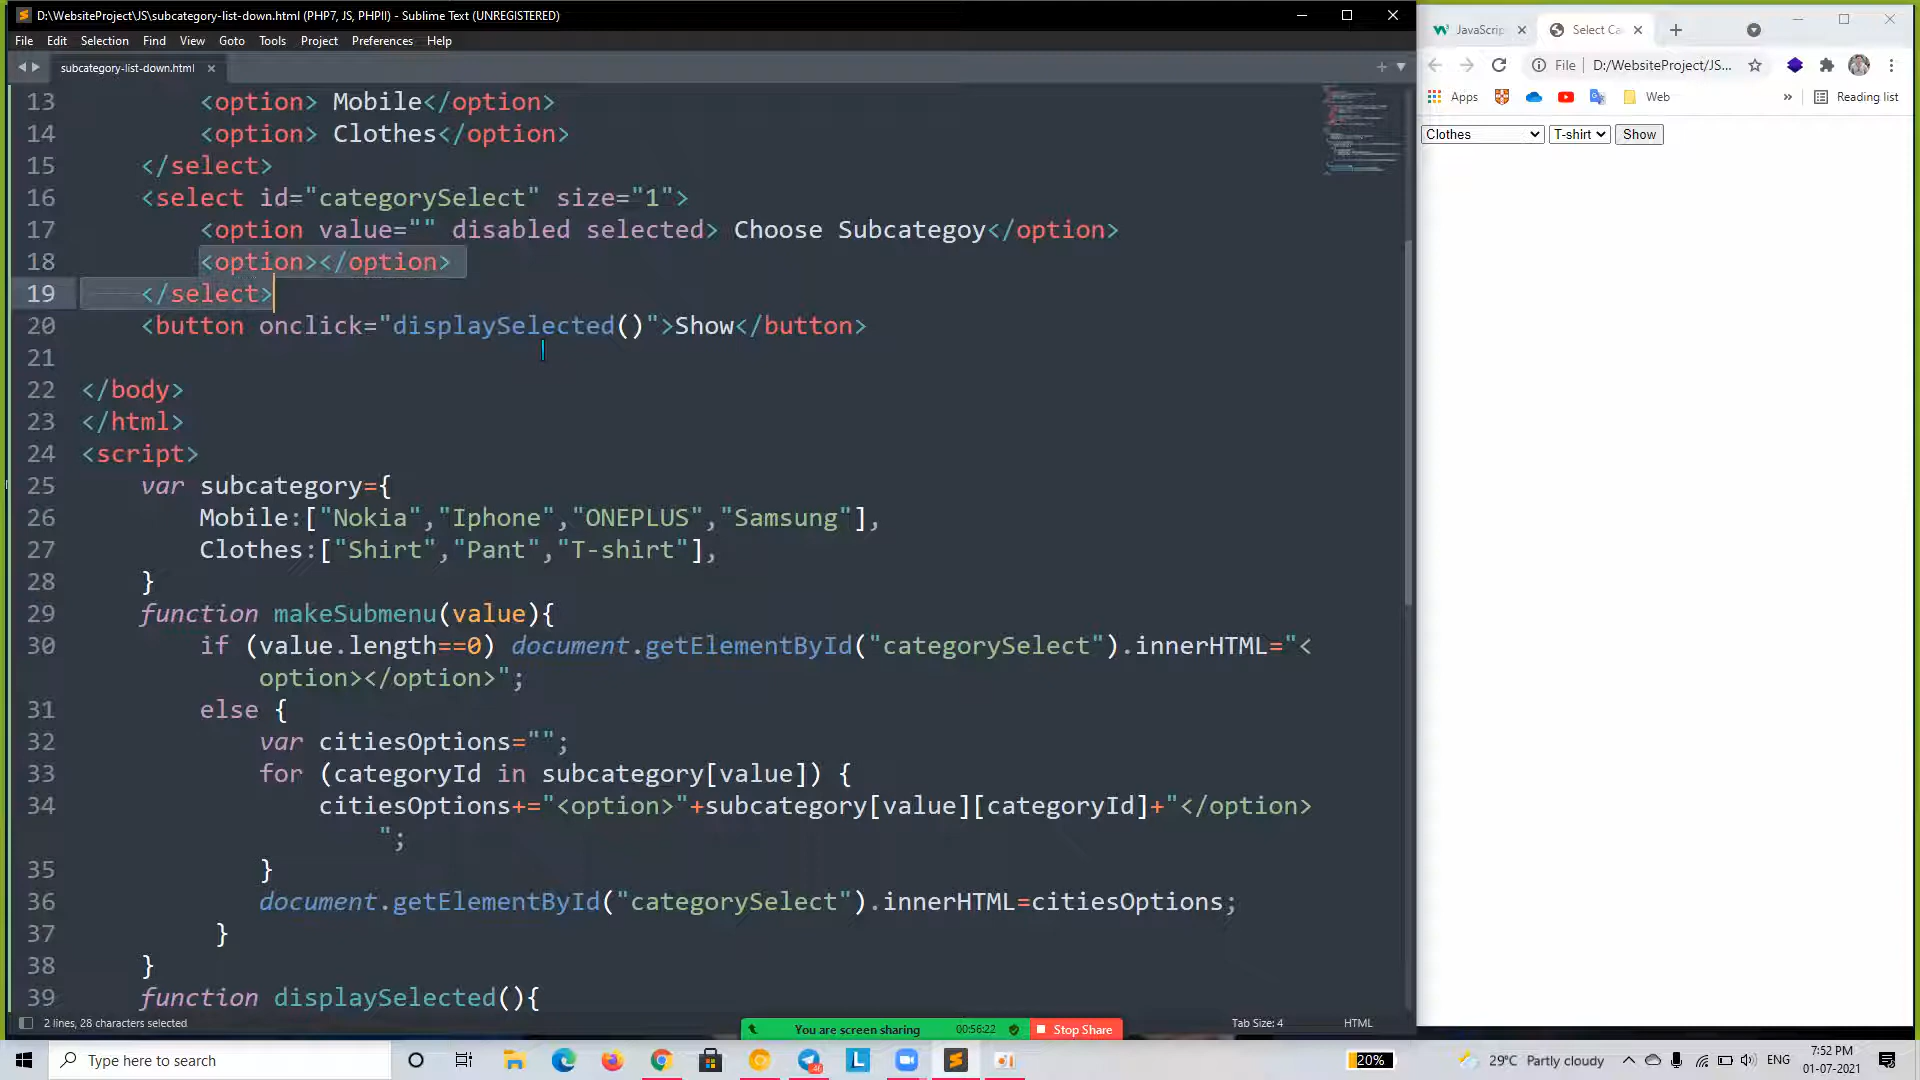 D:\WebsiteProject\JS\subcategory-list-down.html (PHP7, JS, PHPII) - Sublime Text (UNREGISTERED)
File Edit Selection Find View Goto Tools Project Preferences Help
subcategory-list-down.html
13 <option> Mobile</option>
14 <option> Clothes</option>
15 </select>
16 <select id="categorySelect" size="1">
17 <option value="" disabled selected> Choose Subcategoy</option>
18 <option></option>
19 </select>
20 <button onclick="displaySelected()">Show</button>
21
22 </body>
23 </html>
24 <script>
25 var subcategory={
26 Mobile:["Nokia","Iphone","ONEPLUS","Samsung"],
27 Clothes:["Shirt","Pant","T-shirt"],
28 }
29 function makeSubmenu(value){
30 if (value.length==0) document.getElementById("categorySelect").innerHTML="<
option></option>";
31 else {
32 var citiesOptions="";
33 for (categoryId in subcategory[value]) {
34 citiesOptions+="<option>"+subcategory[value][categoryId]+"</option>
";
35 }
36 document.getElementById("categorySelect").innerHTML=citiesOptions;
37 }
38 }
39 function displaySelected(){
2 lines, 28 characters selected
Tab Size: 4
HTML
You are screen sharing 00:56:22 Stop Share
JavaScrip
Select Ca
File D:/WebsiteProject/JS...
Apps Web » Reading list
Clothes T-shirt Show
Type here to search
20%
29°C Partly cloudy
ENG
7:52 PM
01-07-2021